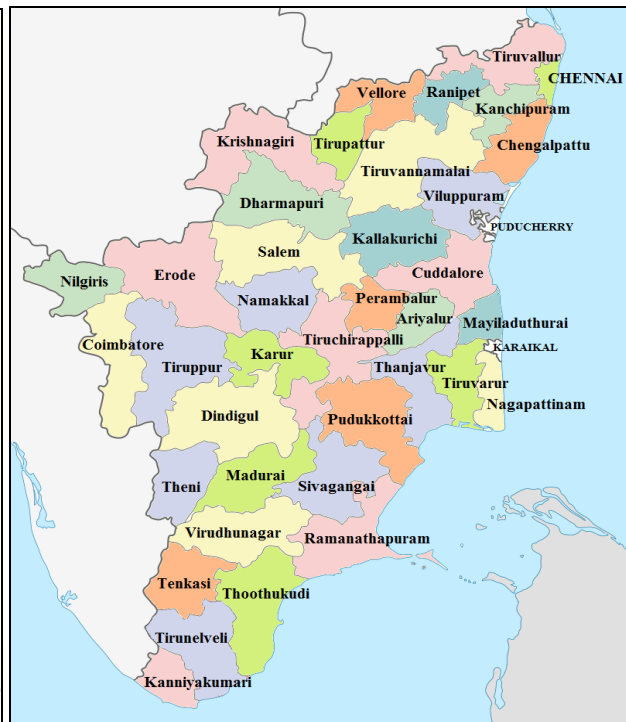 Tiruvallur
CHENNAI
Vellore
Ranipet
Kanchipuram
Krishnagiri
Tirupattur
Chengalpattu
Tiruvannamalai
Viluppuram
Dharmapuri
PUDUCHERRY
Kallakurichi
Salem
Cuddalore
Nilgiris
Erode
Namakkal
Perambalur
Ariyalur
Mayiladuthurai
Coimbatore
Tiruchirappalli
KARAIKAL
Karur
Tiruppur
Thanjavur
Tiruvarur
Nagapattinam
Dindigul
Pudukkottai
Madurai
Theni
Sivagangai
Virudhunagar
Ramanathapuram
Tenkasi
Thoothukudi
Tirunelveli
Kanniyakumari